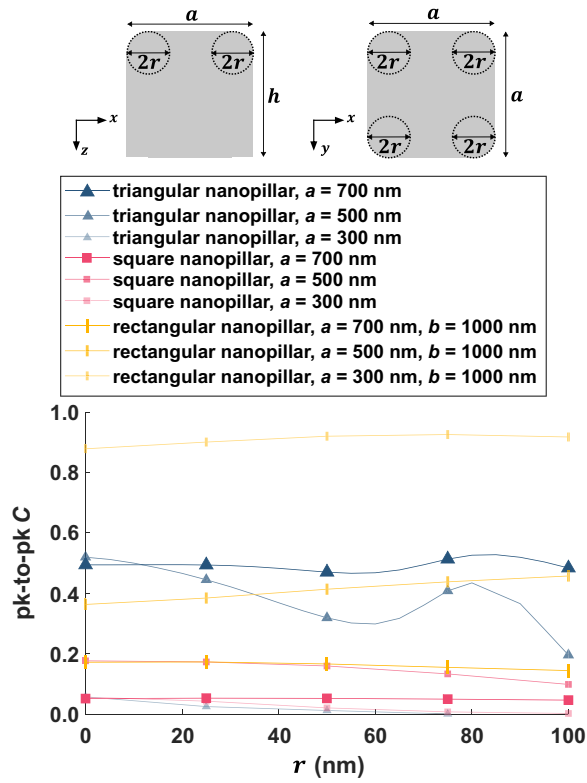 a a
2r 2r 2r 2r
h a
x x
2r 2r
z y
triangular nanopillar, a = 700 nm
triangular nanopillar, a = 500 nm
triangular nanopillar, a = 300 nm
square nanopillar, a = 700 nm
square nanopillar, a = 500 nm
square nanopillar, a = 300 nm
rectangular nanopillar, a = 700 nm, b = 1000 nm
rectangular nanopillar, a = 500 nm, b = 1000 nm
rectangular nanopillar, a = 300 nm, b = 1000 nm
1.0
0.8
0.6
0.4
0.2
0.0
pk-to-pk C
0 20 40 60 80 100
r (nm)